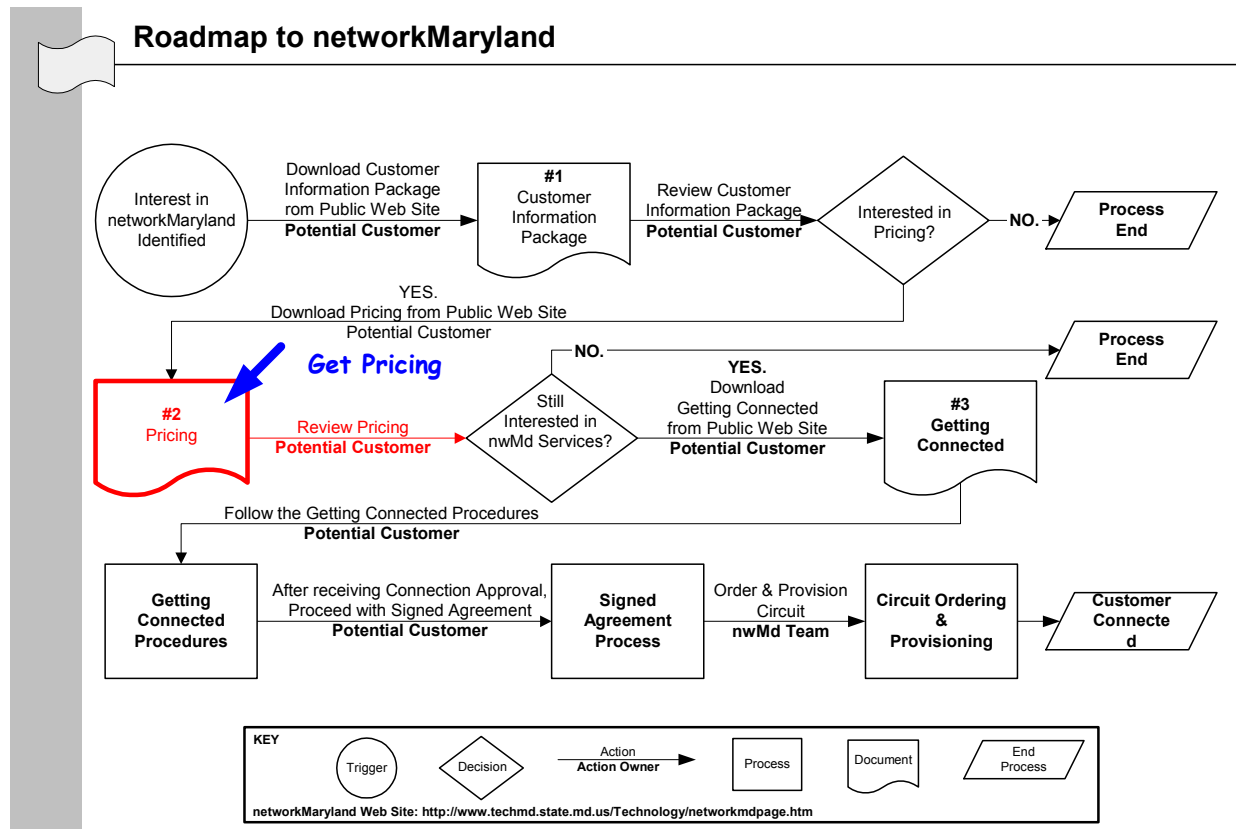 Roadmap to networkMaryland
Interest in
networkMaryland
Identified
Download Customer
Information Package
rom Public Web Site
Potential Customer
#1
Customer
Information
Package
Review Customer
Information Package
Potential Customer
Interested in
Pricing?
NO.
Process
End
YES.
Download Pricing from Public Web Site
Potential Customer
Get Pricing
#2
Pricing
Review Pricing
Potential Customer
Still
Interested in
nwMd Services?
NO.
Process
End
YES.
Download
Getting Connected
from Public Web Site
Potential Customer
#3
Getting
Connected
Follow the Getting Connected Procedures
Potential Customer
Getting
Connected
Procedures
After receiving Connection Approval,
Proceed with Signed Agreement
Potential Customer
Signed
Agreement
Process
Order & Provision
Circuit
nwMd Team
Circuit Ordering
&
Provisioning
Customer
Connecte
d
KEY
Trigger
Decision
Action
Action Owner
Process
Document
End
Process
networkMaryland Web Site: http://www.techmd.state.md.us/Technology/networkmdpage.htm